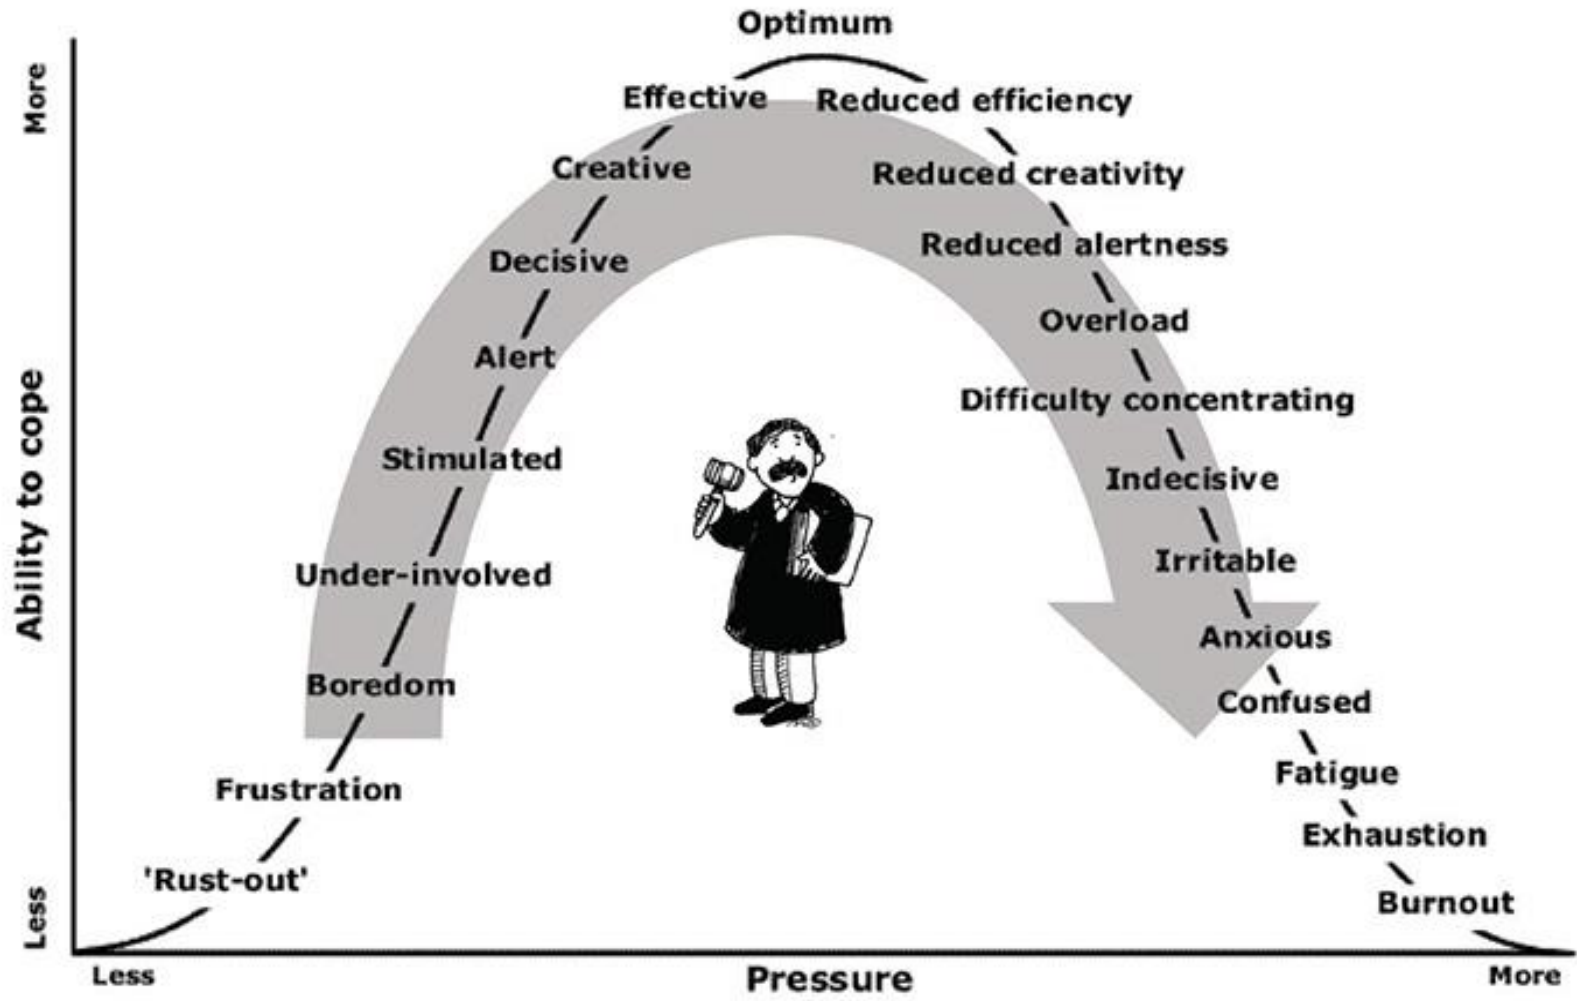 Optimum
More
Effective
Reduced efficiency
Creative
Reduced creativity
Decisive
Reduced alertness
Alert
Overload
Stimulated
Difficulty concentrating
Indecisive
Under-involved
Irritable
Ability to cope
Anxious
Boredom
Confused
Frustration
Fatigue
'Rust-out'
Exhaustion
Less
Burnout
Less
Pressure
More